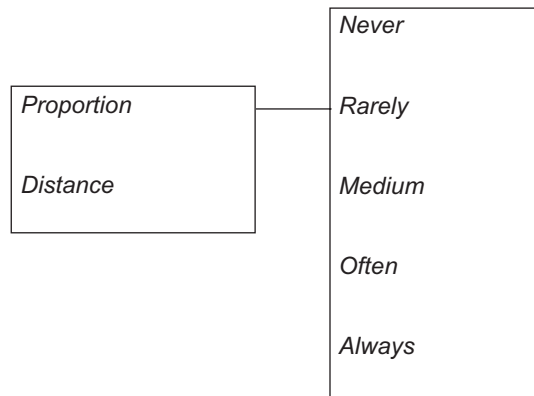 Never
Proportion
Rarely
Distance
Medium
Often
Always